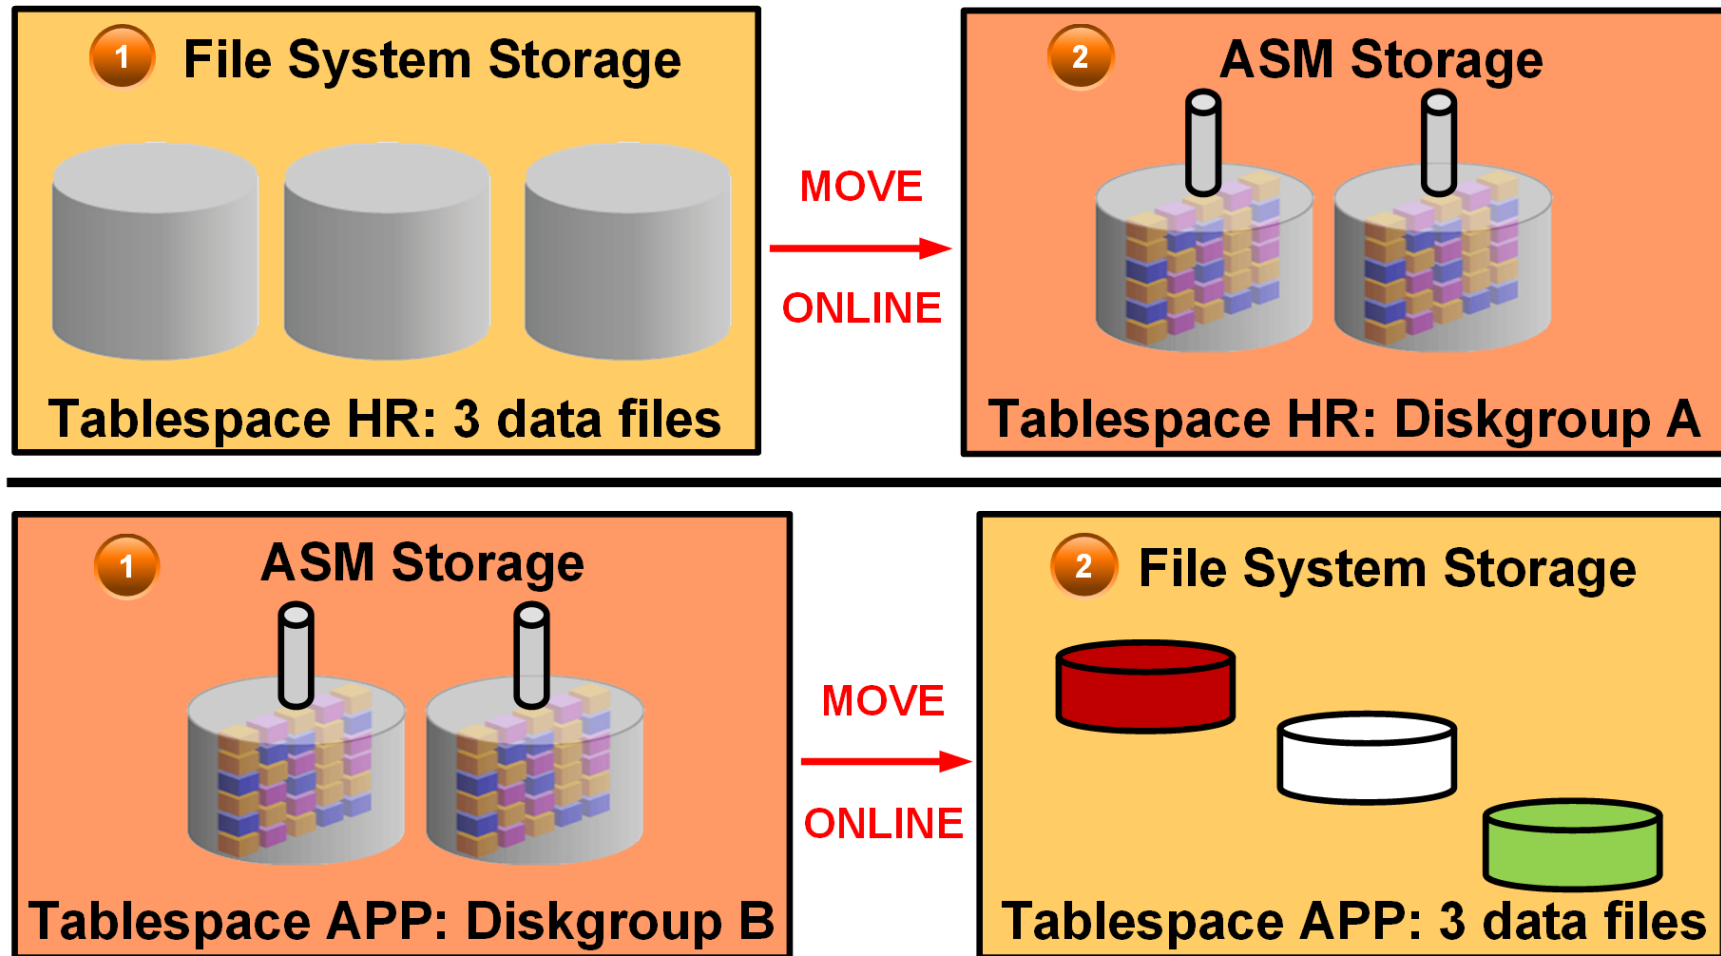 1 File System Storage
Tablespace HR: 3 data files
MOVE
ONLINE
2 ASM Storage
Tablespace HR: Diskgroup A
1 ASM Storage
Tablespace APP: Diskgroup B
MOVE
ONLINE
2 File System Storage
Tablespace APP: 3 data files